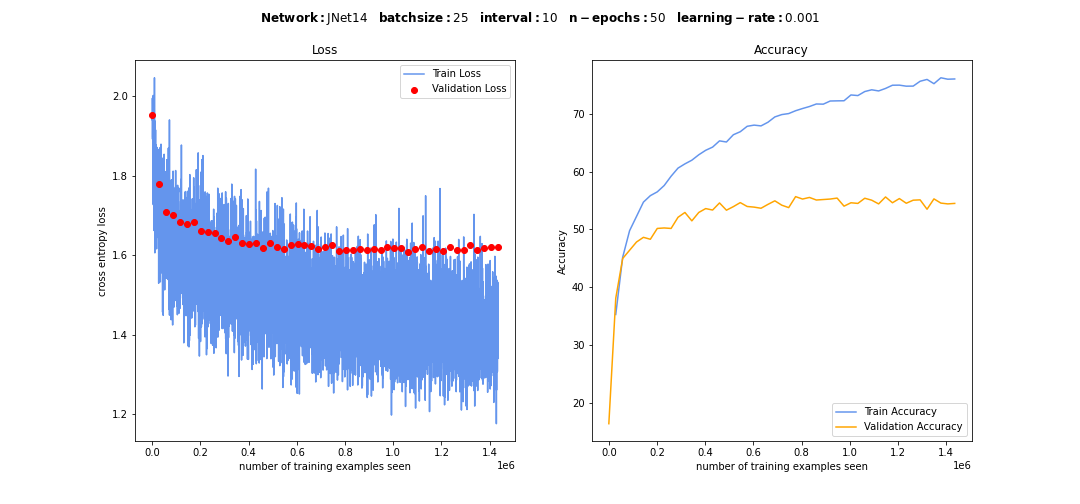 Network: JNet14 batchsize: 25 interval: 10 n−epochs: 50 learning−rate: 0.001
Loss
Accuracy
Train Loss
Validation Loss
2.0
1.8
1.6
1.4
1.2
cross entropy loss
0.0 0.2 0.4 0.6 0.8 1.0 1.2 1.4
1e6
number of training examples seen
70
60
50
40
30
20
Accuracy
Train Accuracy
Validation Accuracy
0.0 0.2 0.4 0.6 0.8 1.0 1.2 1.4
1e6
number of training examples seen